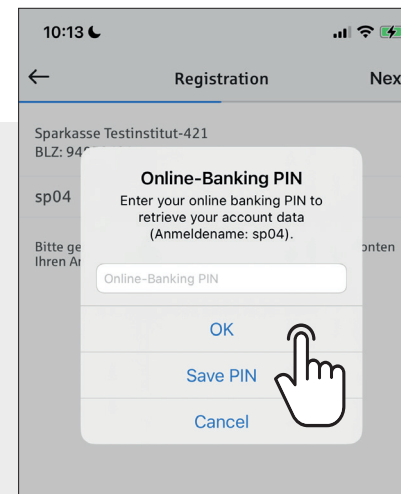 10:13
Registration
Nex
Sparkasse Testinstitut-421
BLZ: 94
sp04
Online-Banking PIN
Enter your online banking PIN to
retrieve your account data
(Anmeldename: sp04).
Bitte ge
onten
Ihren An
Online-Banking PIN
OK
Save PIN
Cancel